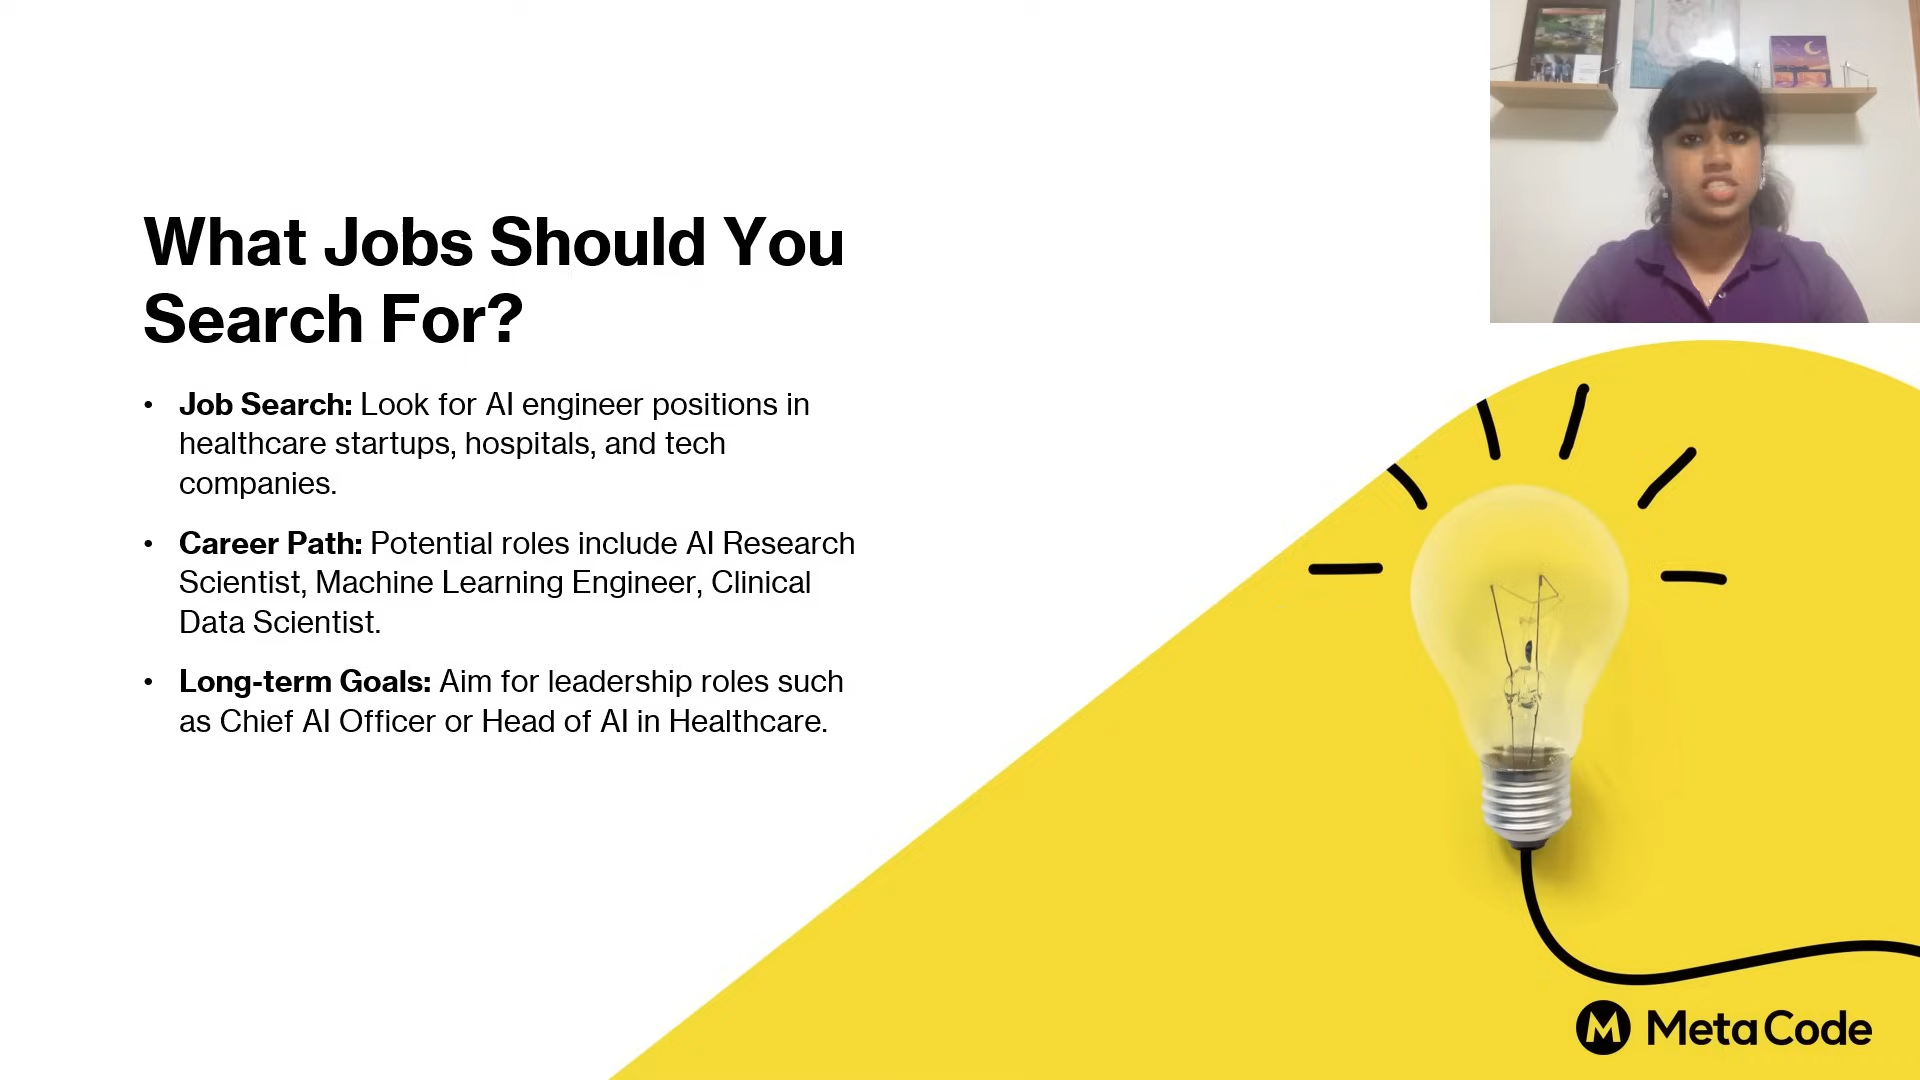 What Jobs Should You
Search For?
• Job Search: Look for AI engineer positions in
healthcare startups, hospitals, and tech
companies.
• Career Path: Potential roles include AI Research
Scientist, Machine Learning Engineer, Clinical
Data Scientist.
• Long-term Goals: Aim for leadership roles such
as Chief AI Officer or Head of AI in Healthcare.
M Meta Code